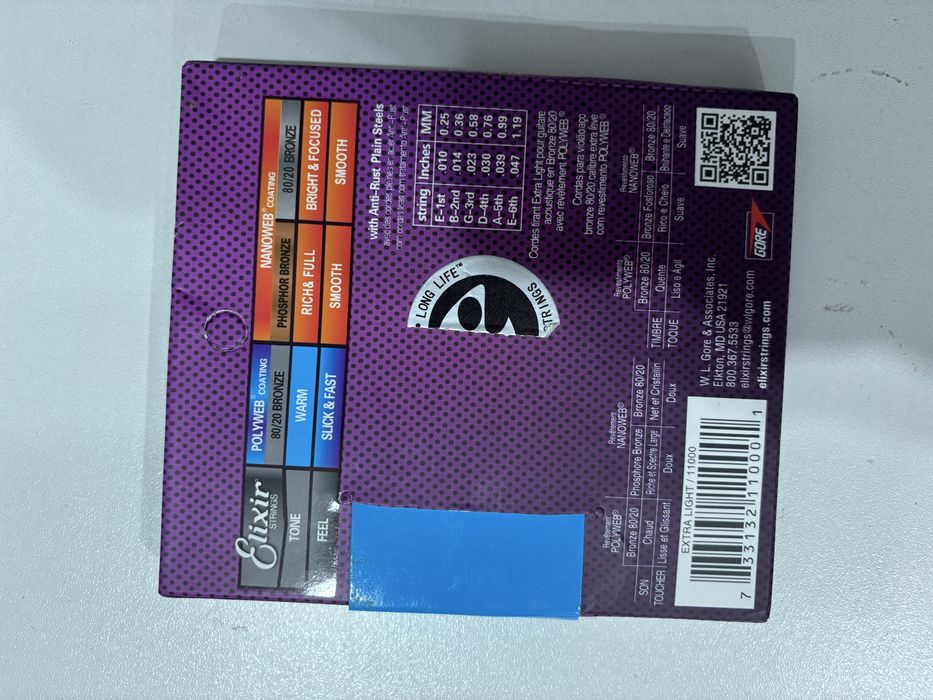 Elixir
STRINGS
POLYWEB® COATING
NANOWEB® COATING
80/20 BRONZE
PHOSPHOR BRONZE
80/20 BRONZE
TONE
WARM
RICH & FULL
BRIGHT & FOCUSED
FEEL
SLICK & FAST
SMOOTH
SMOOTH
with Anti-Rust Plain Steels
string Inches MM
E-1st .010 0.25
B-2nd .014 0.36
G-3rd .023 0.58
D-4th .030 0.76
A-5th .039 0.99
E-6th .047 1.19
LONG LIFE™
STRINGS
Cordes tirant Extra Light pour guitare
acoustique en Bronze 80/20
avec revêtement POLYWEB®
Cordas para violão aço
bronze 80/20 calibre extra leve
com revestimento POLYWEB®
Revêtement
POLYWEB®
Revêtement
NANOWEB®
Bronze 80/20
Phosphore Bronze
Bronze 80/20
SON
Chaud
Riche et Spectre Large
Net et Cristallin
TOUCHER
Lisse et Glissant
Doux
Doux
Revestimento
POLYWEB®
Revestimento
NANOWEB®
Bronze 80/20
Bronze Fosforoso
Bronze 80/20
TIMBRE
Quente
Rico e Cheio
Brilhante e Destacado
TOQUE
Liso e Ágil
Suave
Suave
EXTRA LIGHT / 11000
7 33132 11000 1
W. L. Gore & Associates, Inc.
Elkton, MD USA 21921
800.367.5533
elixirstrings@wlgore.com
elixirstrings.com
GORE